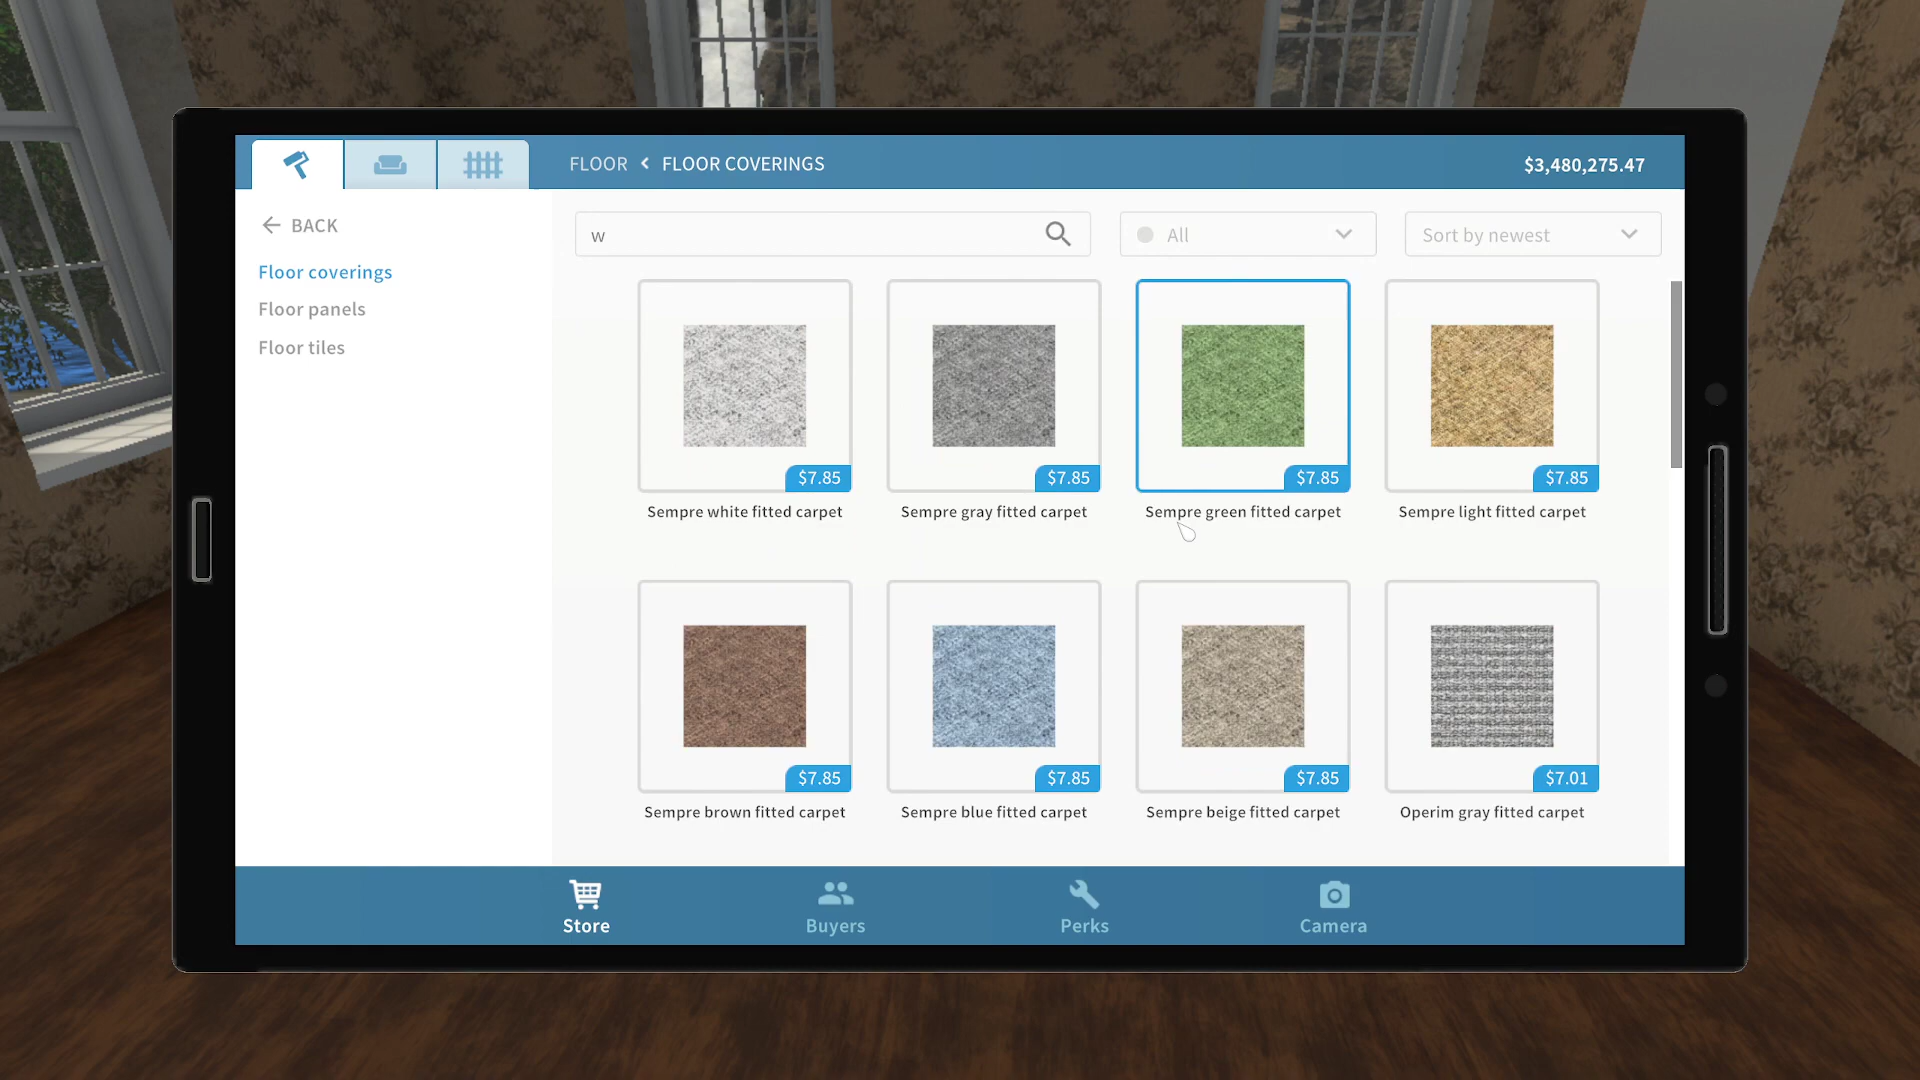 FLOOR < FLOOR COVERINGS
$3,480,275.47
BACK
Floor coverings
Floor panels
Floor tiles
w
All
Sort by newest
$7.85
$7.85
$7.85
$7.85
Sempre white fitted carpet
Sempre gray fitted carpet
Sempre green fitted carpet
Sempre light fitted carpet
$7.85
$7.85
$7.85
$7.01
Sempre brown fitted carpet
Sempre blue fitted carpet
Sempre beige fitted carpet
Operim gray fitted carpet
Store
Buyers
Perks
Camera